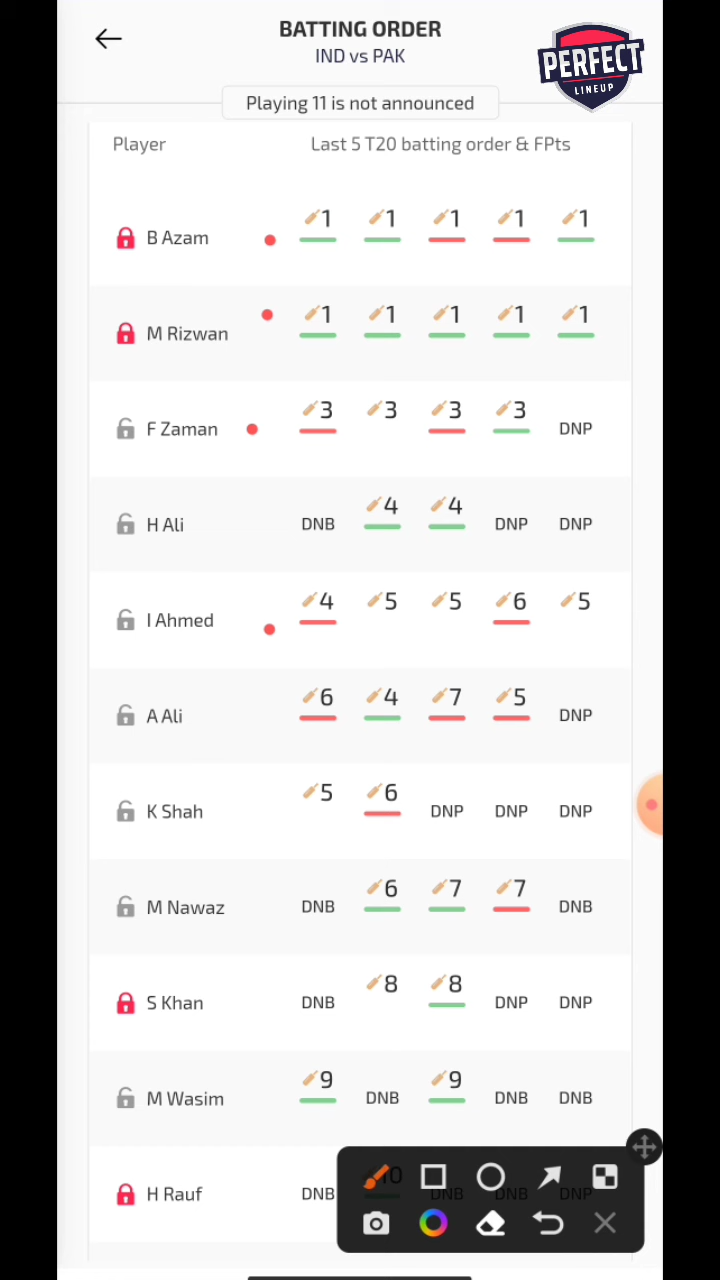 BATTING ORDER
IND vs PAK
PERFECT
LINEUP
Playing 11 is not announced
Player Last 5 T20 batting order & FPts
B Azam 1 1 1 1 1
M Rizwan 1 1 1 1 1
F Zaman 3 3 3 3 DNP
H Ali DNB 4 4 DNP DNP
I Ahmed 4 5 5 6 5
A Ali 6 4 7 5 DNP
K Shah 5 6 DNP DNP DNP
M Nawaz DNB 6 7 7 DNB
S Khan DNB 8 8 DNP DNP
M Wasim 9 DNB 9 DNB DNB
H Rauf DNB 10 DNB DNB DNP